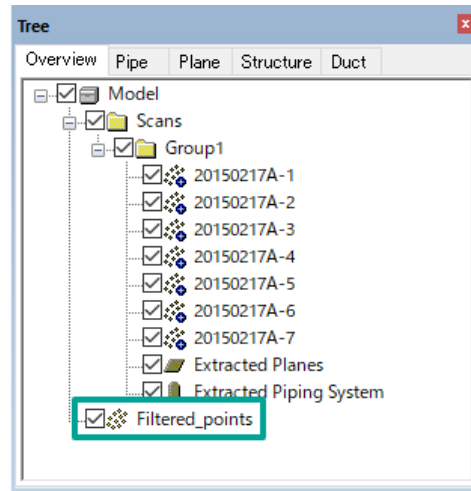 Tree
Overview Pipe Plane Structure Duct
Model
Scans
Group1
20150217A-1
20150217A-2
20150217A-3
20150217A-4
20150217A-5
20150217A-6
20150217A-7
Extracted Planes
Extracted Piping System
Filtered_points